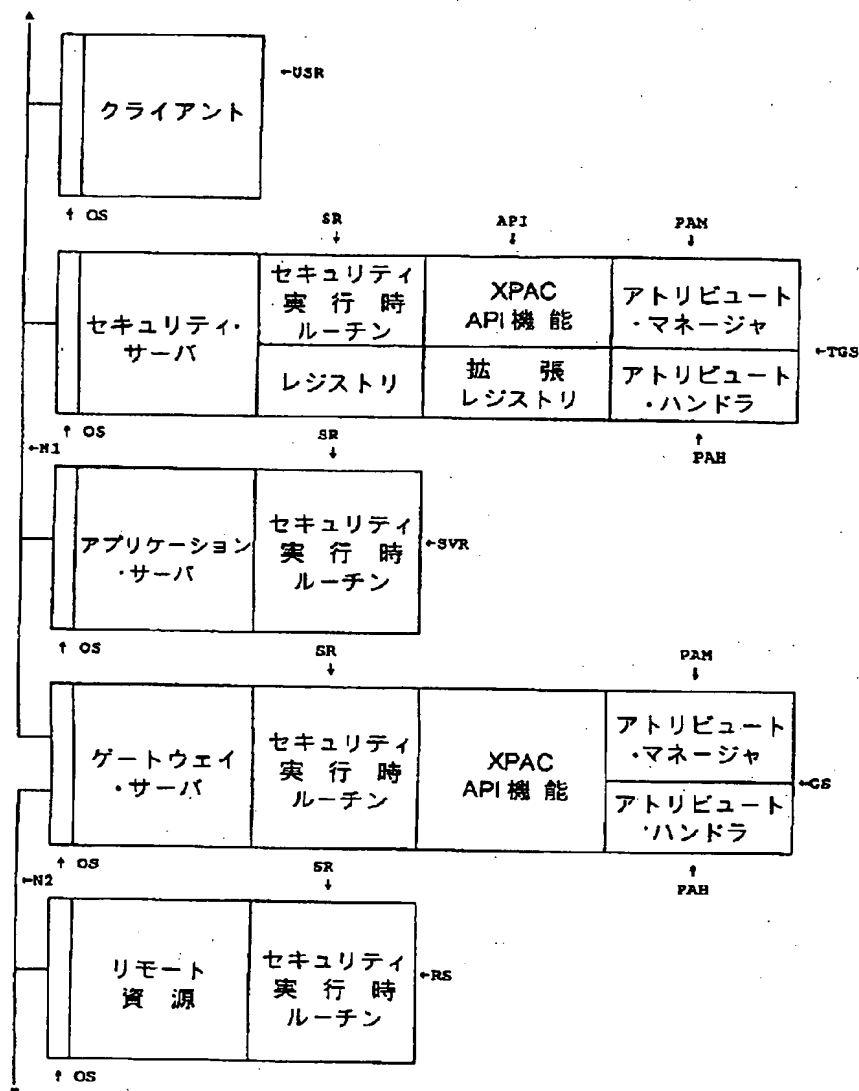 ←USR
クライアント
↑ OS
SR
API
PAM
↓
↓
↓
セキュリティ・
サーバ
セキュリティ
実行時
ルーチン
XPAC
API機能
アトリビュート
・マネージャ
←TGS
レジストリ
拡張
レジストリ
アトリビュート
・ハンドラ
↑ OS
SR
↓
↑
PAH
←N1
アプリケーション
・サーバ
セキュリティ
実行時
ルーチン
←SVR
↑ OS
SR
↓
PAM
↓
ゲートウェイ
・サーバ
セキュリティ
実行時
ルーチン
XPAC
API機能
アトリビュート
・マネージャ
←GS
アトリビュート
・ハンドラ
↑ OS
SR
↓
↑
PAH
←N2
リモート
資源
セキュリティ
実行時
ルーチン
←RS
↑ OS